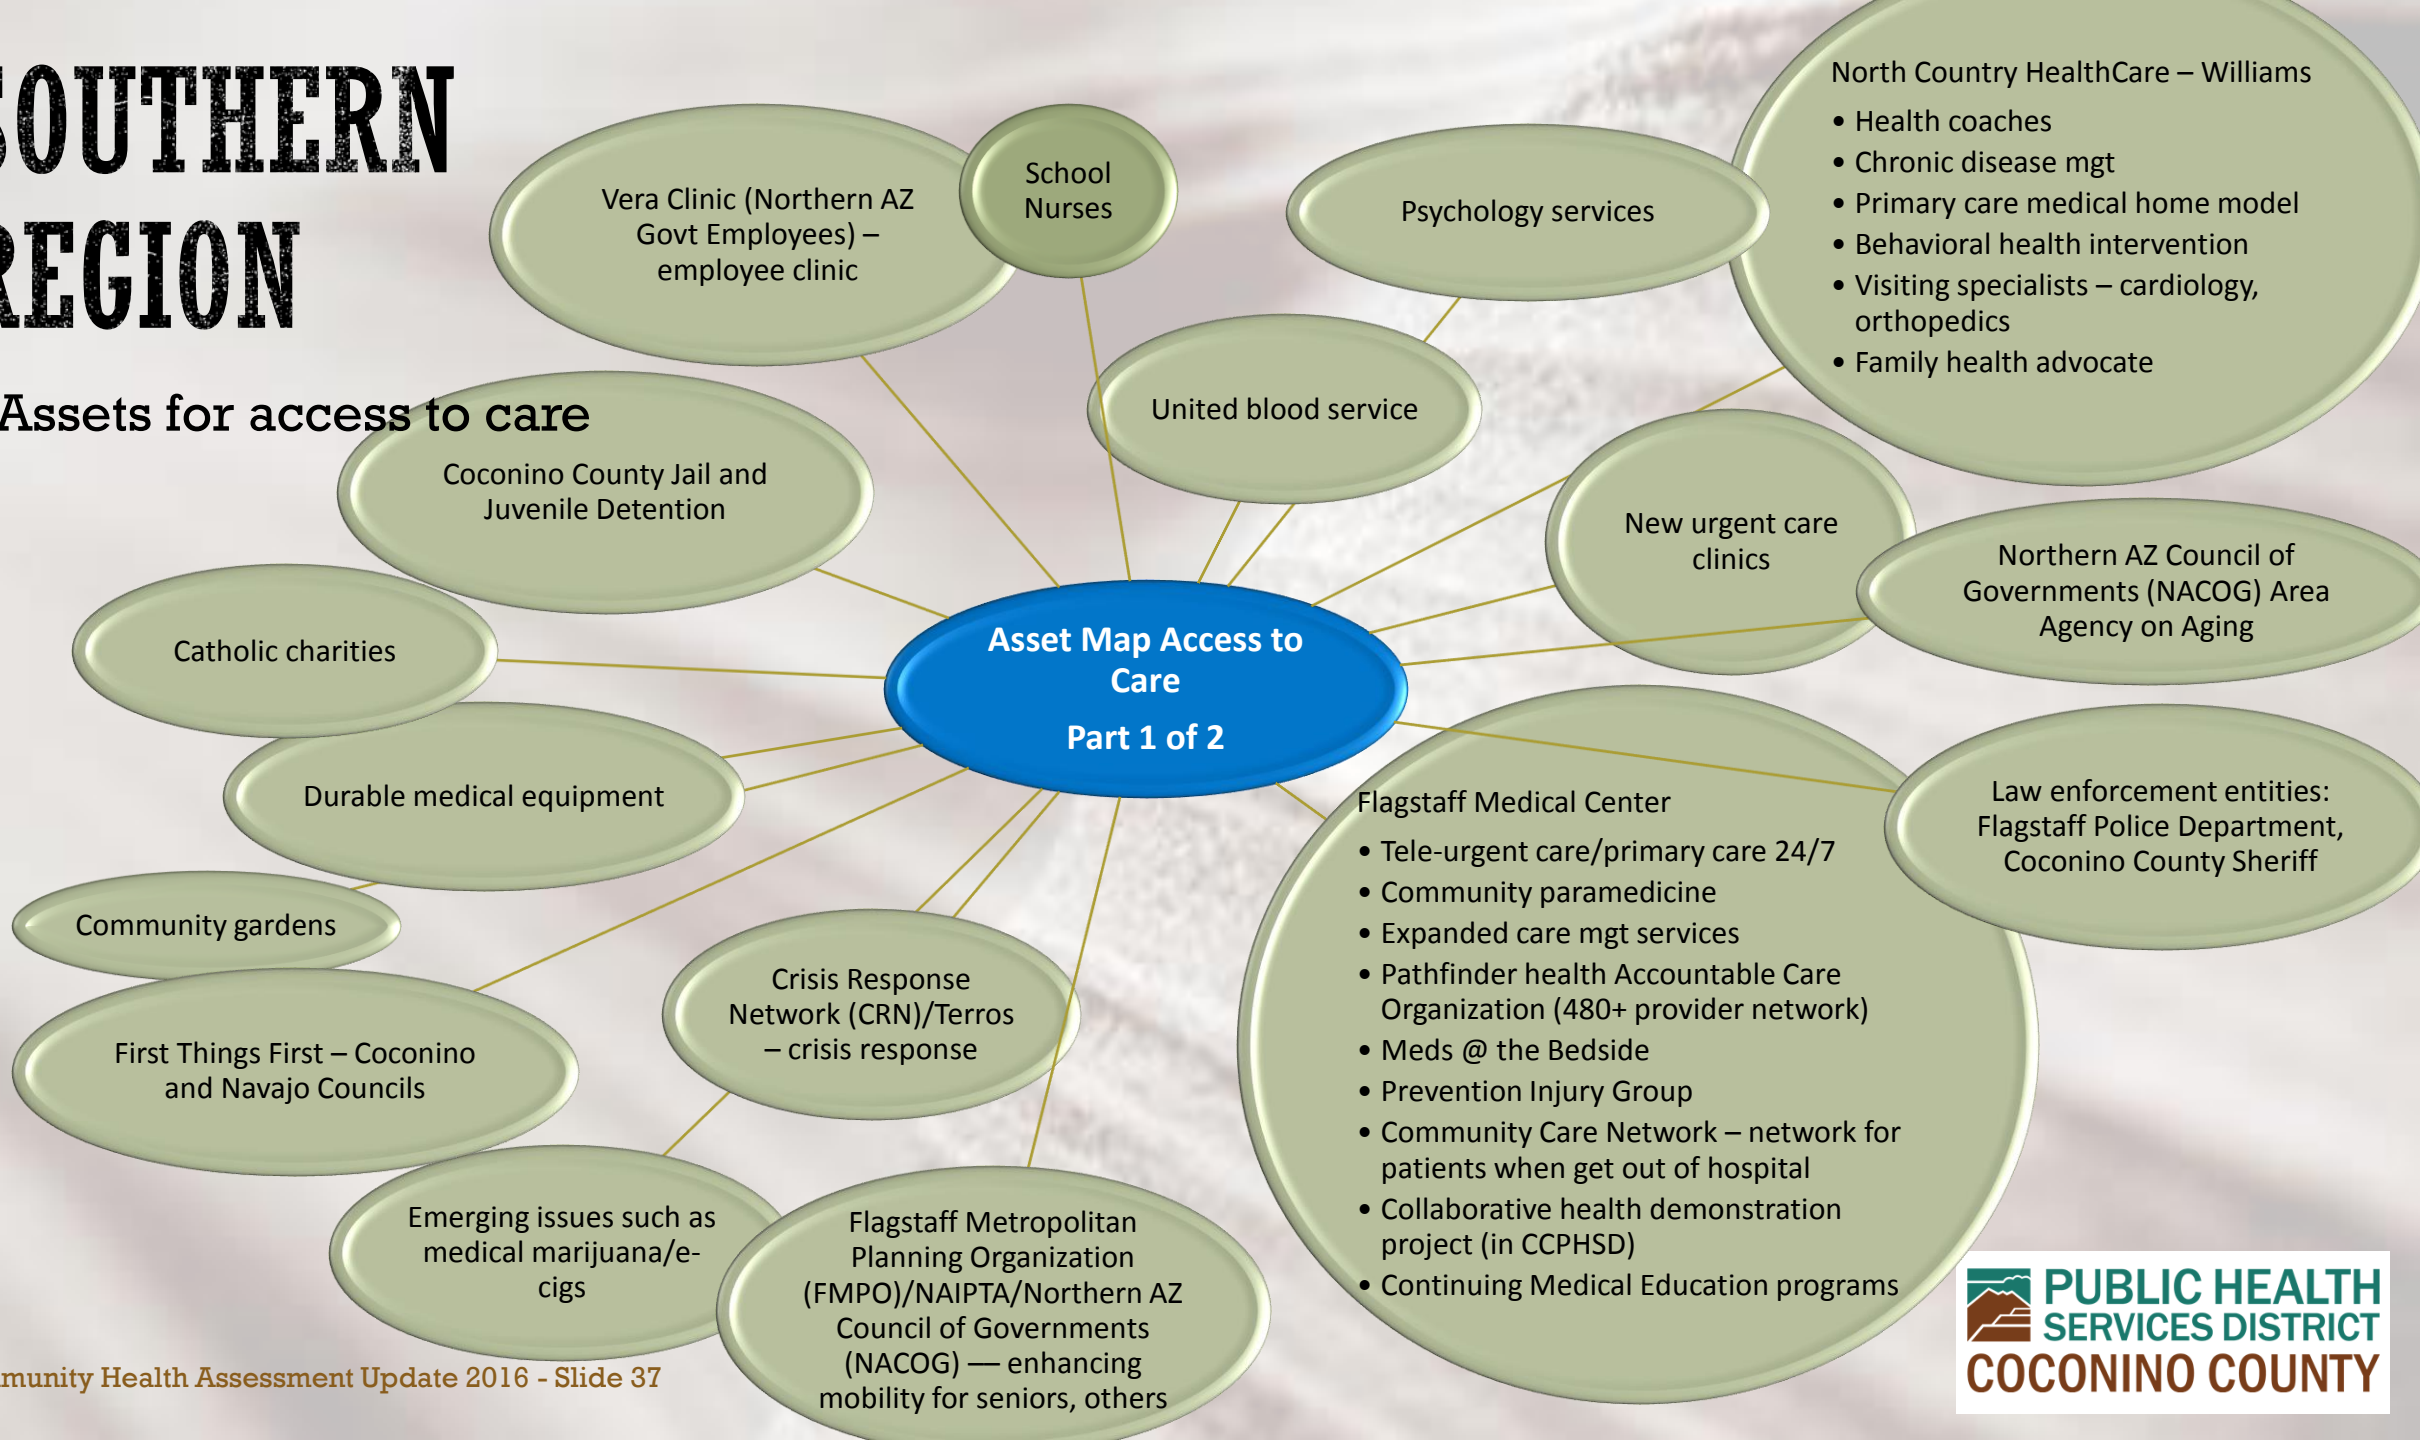 SOUTHERN
REGION
Assets for access to care
Vera Clinic (Northern AZ
Govt Employees) –
employee clinic
School
Nurses
Psychology services
North Country HealthCare – Williams
• Health coaches
• Chronic disease mgt
• Primary care medical home model
• Behavioral health intervention
• Visiting specialists – cardiology,
orthopedics
• Family health advocate
United blood service
Coconino County Jail and
Juvenile Detention
New urgent care
clinics
Northern AZ Council of
Governments (NACOG) Area
Agency on Aging
Catholic charities
Asset Map Access to
Care
Part 1 of 2
Durable medical equipment
Law enforcement entities:
Flagstaff Police Department,
Coconino County Sheriff
Flagstaff Medical Center
• Tele-urgent care/primary care 24/7
• Community paramedicine
• Expanded care mgt services
• Pathfinder health Accountable Care
Organization (480+ provider network)
• Meds @ the Bedside
• Prevention Injury Group
• Community Care Network – network for
patients when get out of hospital
• Collaborative health demonstration
project (in CCPHSD)
• Continuing Medical Education programs
Community gardens
First Things First – Coconino
and Navajo Councils
Crisis Response
Network (CRN)/Terros
– crisis response
Emerging issues such as
medical marijuana/e-
cigs
Flagstaff Metropolitan
Planning Organization
(FMPO)/NAIPTA/Northern AZ
Council of Governments
(NACOG) –– enhancing
mobility for seniors, others
munity Health Assessment Update 2016 - Slide 37
PUBLIC HEALTH
SERVICES DISTRICT
COCONINO COUNTY